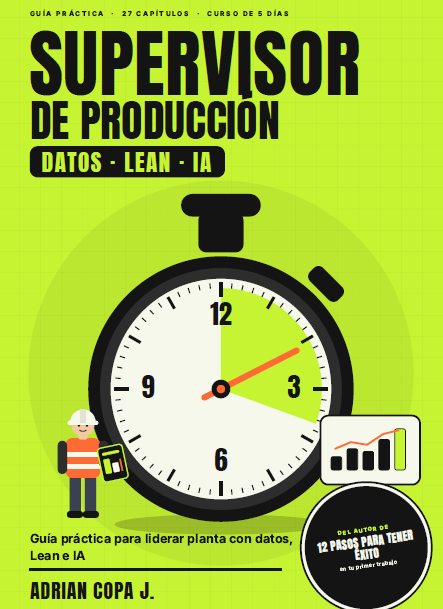 GUÍA PRÁCTICA · 27 CAPÍTULOS · CURSO DE 5 DÍAS
SUPERVISOR
DE PRODUCCIÓN
DATOS · LEAN · IA
12
9
3
6
Guía práctica para liderar planta con datos,
Lean e IA
ADRIAN COPA J.
DEL AUTOR DE
12 PASOS PARA TENER
ÉXITO
en tu primer trabajo